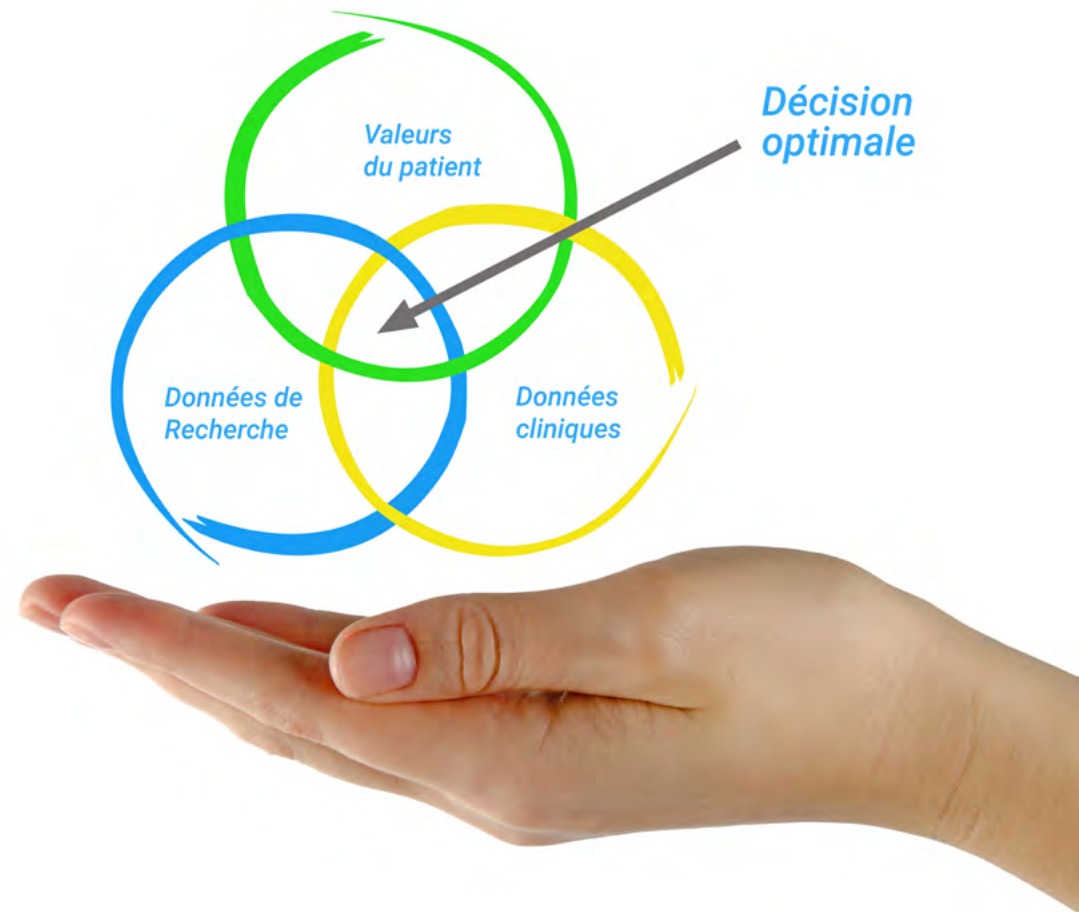 Valeurs
du patient
Décision
optimale
Données de
Recherche
Données
cliniques